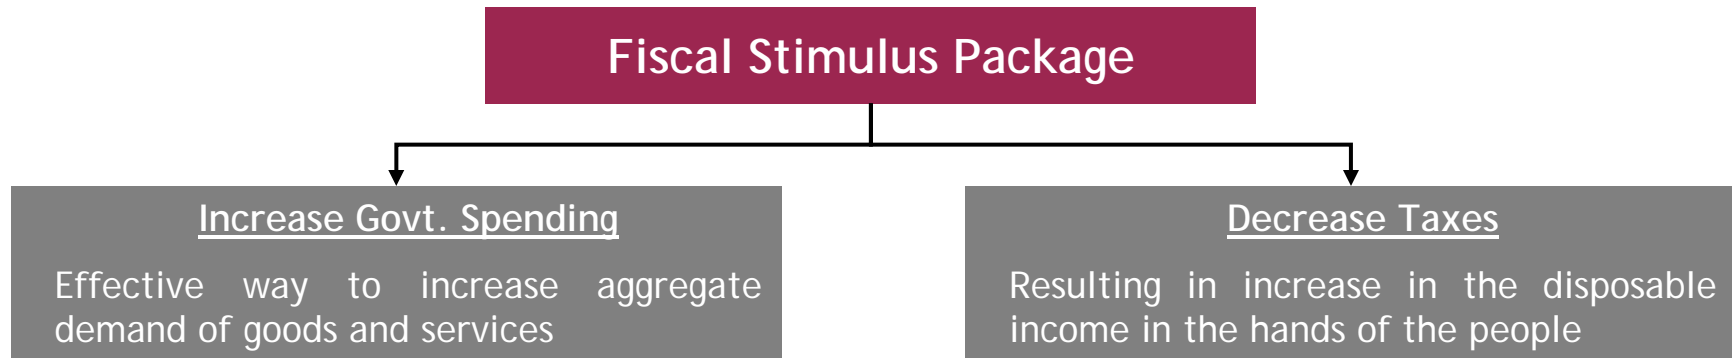 Fiscal Stimulus Package
Increase Govt. Spending
Effective way to increase aggregate
demand of goods and services
Decrease Taxes
Resulting in increase in the disposable
income in the hands of the people